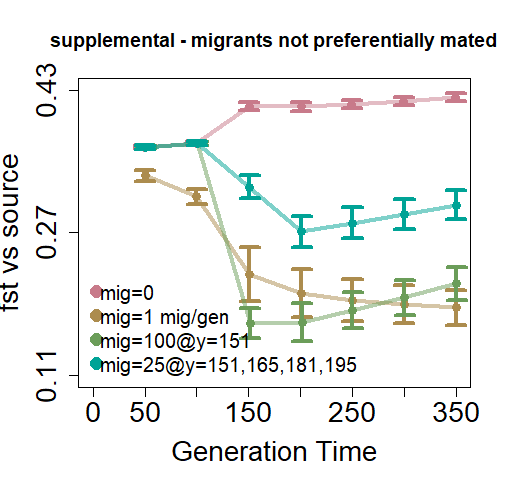 supplemental - migrants not preferentially mated
fst vs source
0.43
0.27
0.11
mig=0
mig=1 mig/gen
mig=100@y=151
mig=25@y=151,165,181,195
0 50 150 250 350
Generation Time